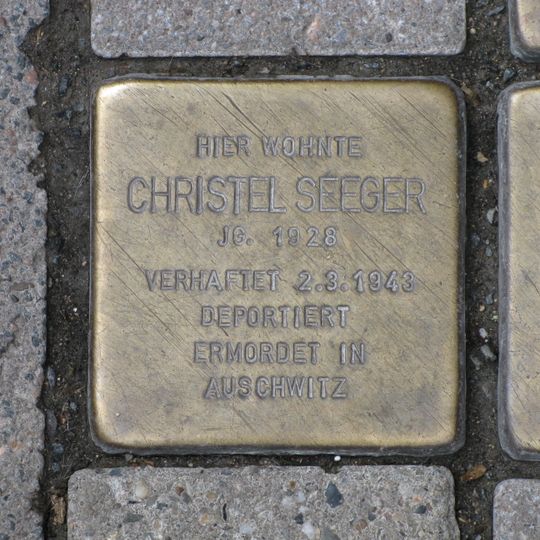 HIER WOHNTE
CHRISTEL SEEGER
JG. 1928
VERHAFTET 2.3.1943
DEPORTIERT
ERMORDET IN
AUSCHWITZ